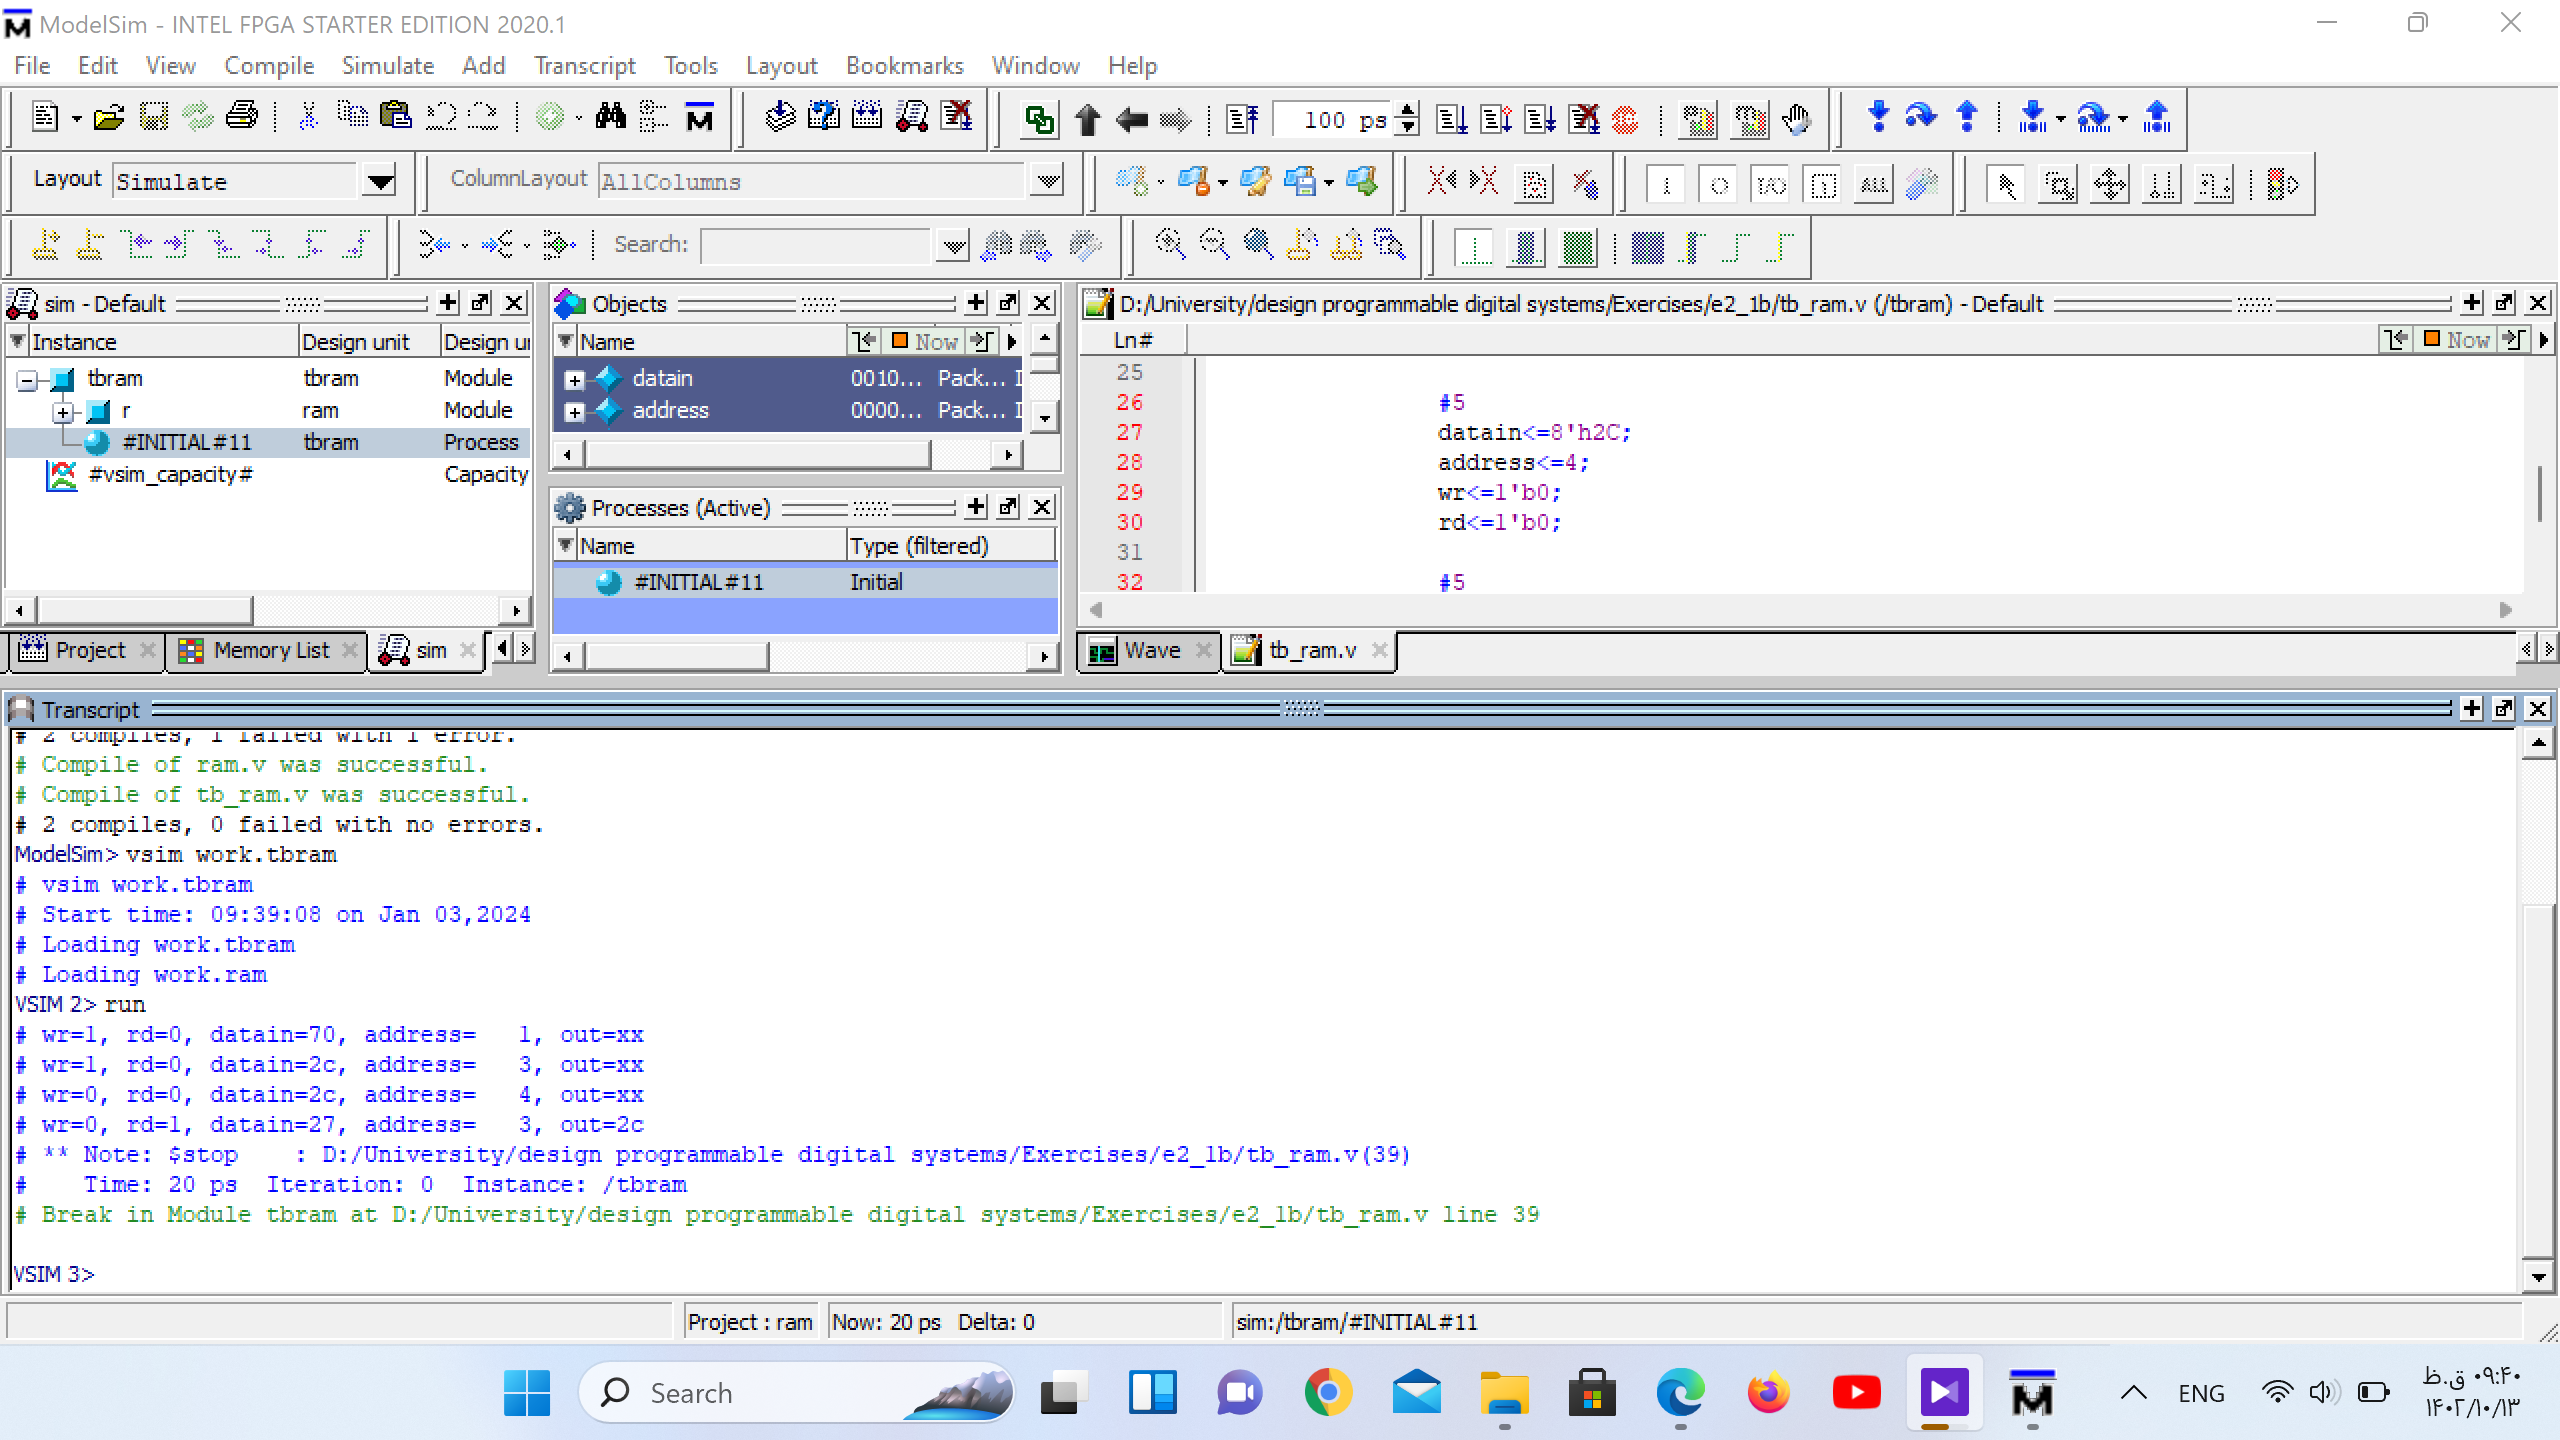 ModelSim - INTEL FPGA STARTER EDITION 2020.1
File Edit View Compile Simulate Add Transcript Tools Layout Bookmarks Window Help
100 ps
Layout Simulate ColumnLayout AllColumns
ALL
Search:
sim - Default
Instance Design unit Design u
tbram tbram Module
r ram Module
#INITIAL#11 tbram Process
#vsim_capacity# Capacity
Project Memory List sim
Objects
Name Now
datain 0010... Pack... I
address 0000... Pack... I
Processes (Active)
Name Type (filtered)
#INITIAL#11 Initial
D:/University/design programmable digital systems/Exercises/e2_1b/tb_ram.v (/tbram) - Default
Ln# Now
25
26 #5
27 datain<=8'h2C;
28 address<=4;
29 wr<=1'b0;
30 rd<=1'b0;
31
32 #5
Wave tb_ram.v
Transcript
# 2 compiles, 1 failed with 1 error.
# Compile of ram.v was successful.
# Compile of tb_ram.v was successful.
# 2 compiles, 0 failed with no errors.
ModelSim> vsim work.tbram
# vsim work.tbram
# Start time: 09:39:08 on Jan 03,2024
# Loading work.tbram
# Loading work.ram
VSIM 2> run
# wr=1, rd=0, datain=70, address=   1, out=xx
# wr=1, rd=0, datain=2c, address=   3, out=xx
# wr=0, rd=0, datain=2c, address=   4, out=xx
# wr=0, rd=1, datain=27, address=   3, out=2c
# ** Note: $stop    : D:/University/design programmable digital systems/Exercises/e2_1b/tb_ram.v(39)
#    Time: 20 ps  Iteration: 0  Instance: /tbram
# Break in Module tbram at D:/University/design programmable digital systems/Exercises/e2_1b/tb_ram.v line 39
VSIM 3>
Project : ram Now: 20 ps Delta: 0 sim:/tbram/#INITIAL#11
Search ENG
۰۹:۴۰ ق.ظ
۱۴۰۲/۱۰/۱۳